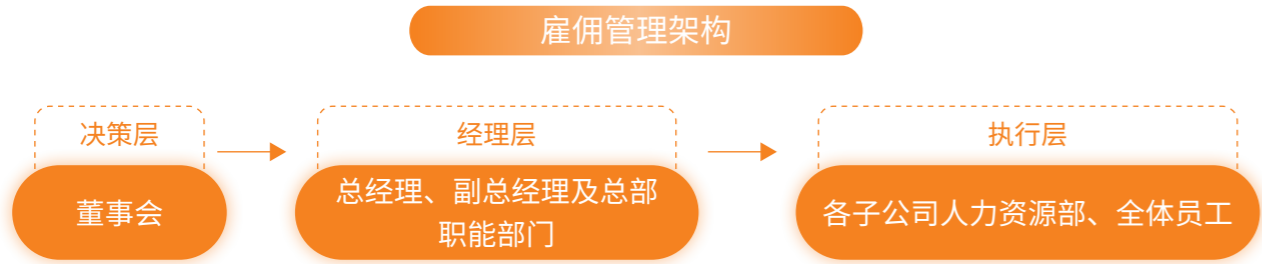 雇佣管理架构
决策层
董事会
经理层
总经理、副总经理及总部
职能部门
执行层
各子公司人力资源部、全体员工